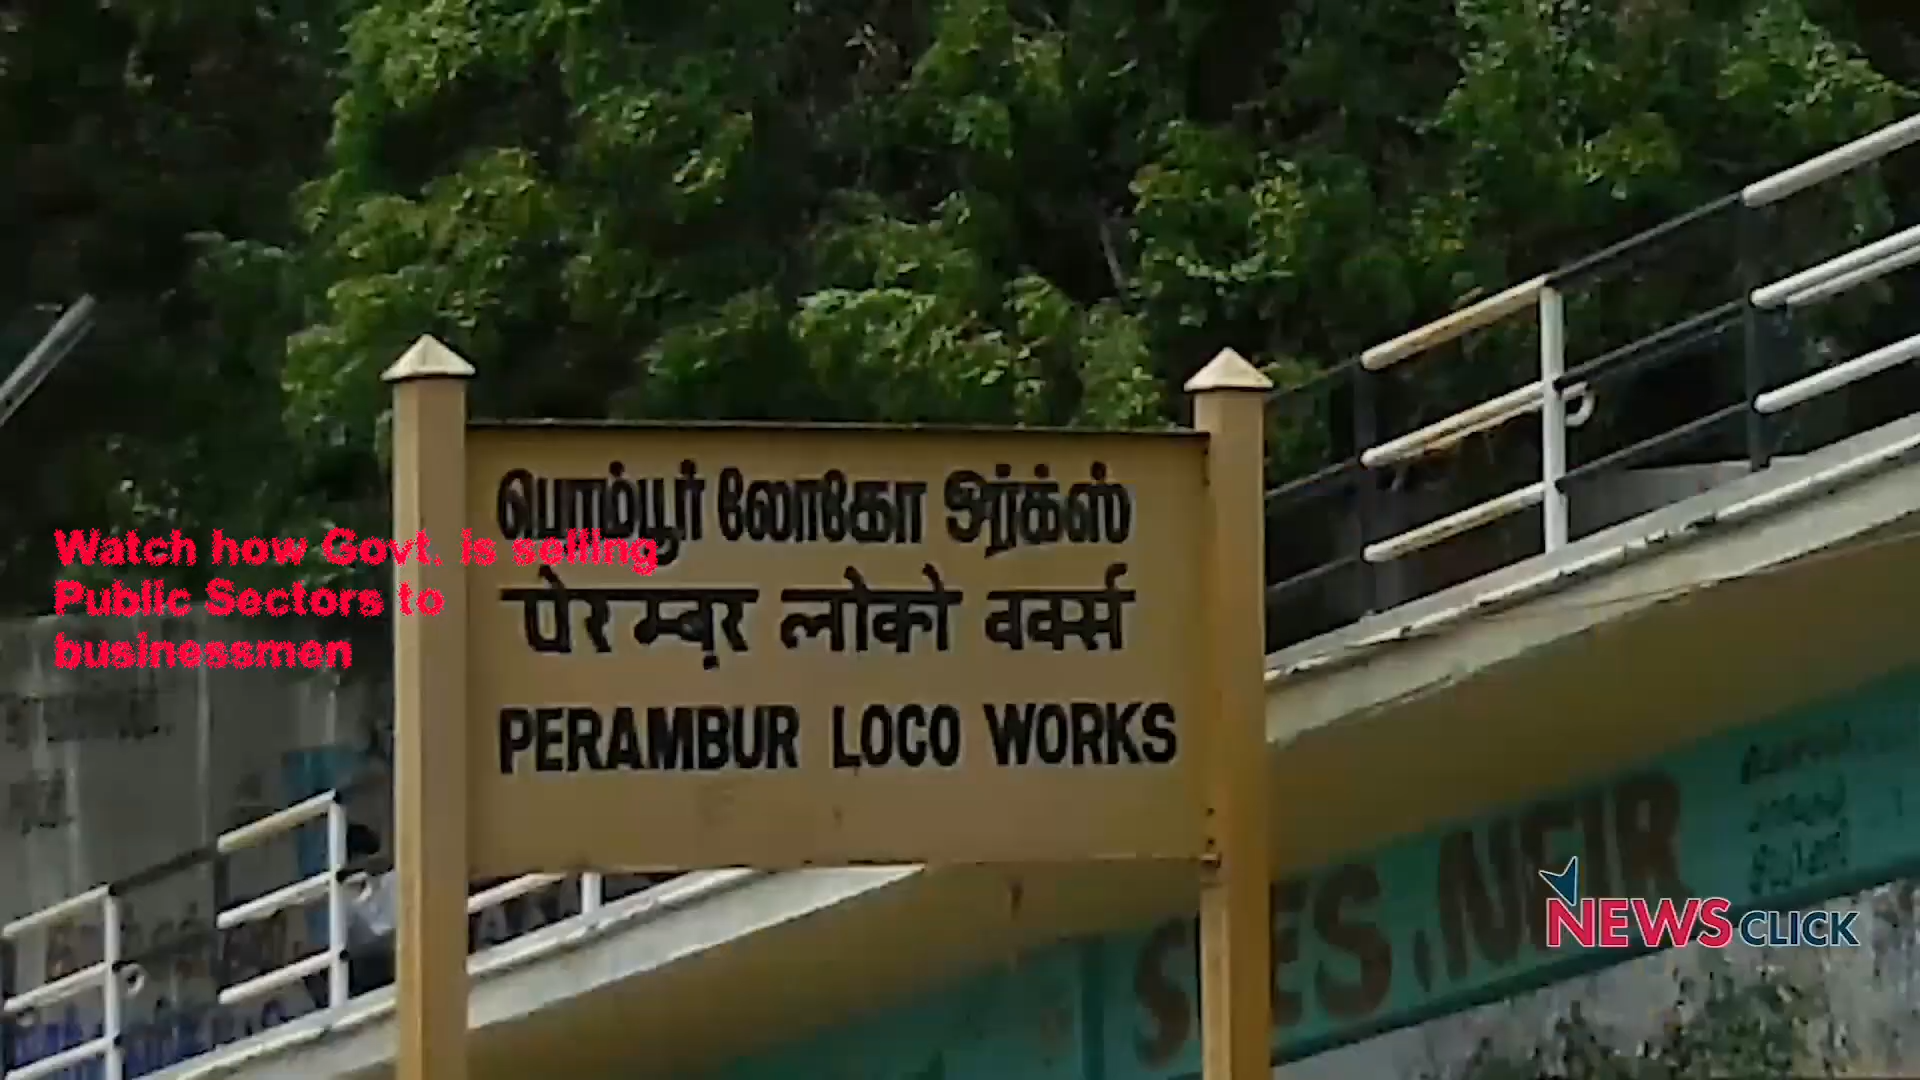 பெரம்பூர் லோகோ ஒர்க்ஸ்
पेरम्बूर लोको वर्क्स
PERAMBUR LOCO WORKS
Watch how Govt. is selling
Public Sectors to
businessmen
NEWSCLICK